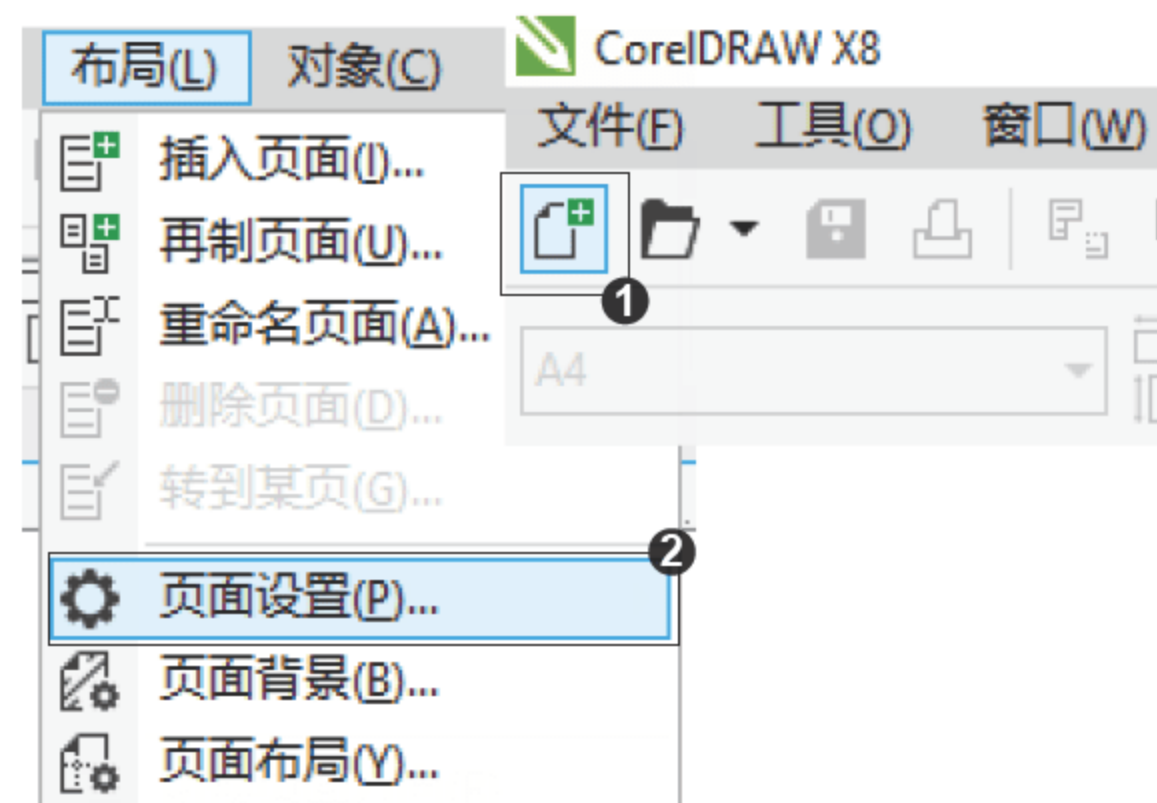 布局(L) 对象(C)
插入页面(I)...
再制页面(U)...
重命名页面(A)...
删除页面(D)...
转到某页(G)...
2
页面设置(P)...
页面背景(B)...
页面布局(Y)...
CorelDRAW X8
文件(F) 工具(O) 窗口(W)
1
A4